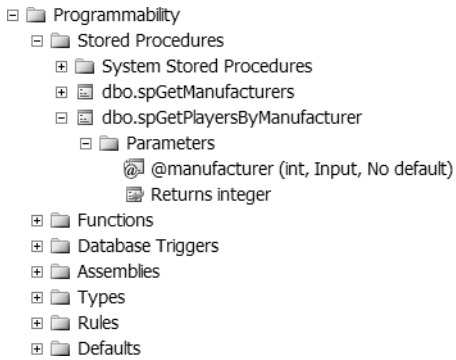 Programmability
Stored Procedures
System Stored Procedures
dbo.spGetManufacturers
dbo.spGetPlayersByManufacturer
Parameters
@manufacturer (int, Input, No default)
Returns integer
Functions
Database Triggers
Assemblies
Types
Rules
Defaults